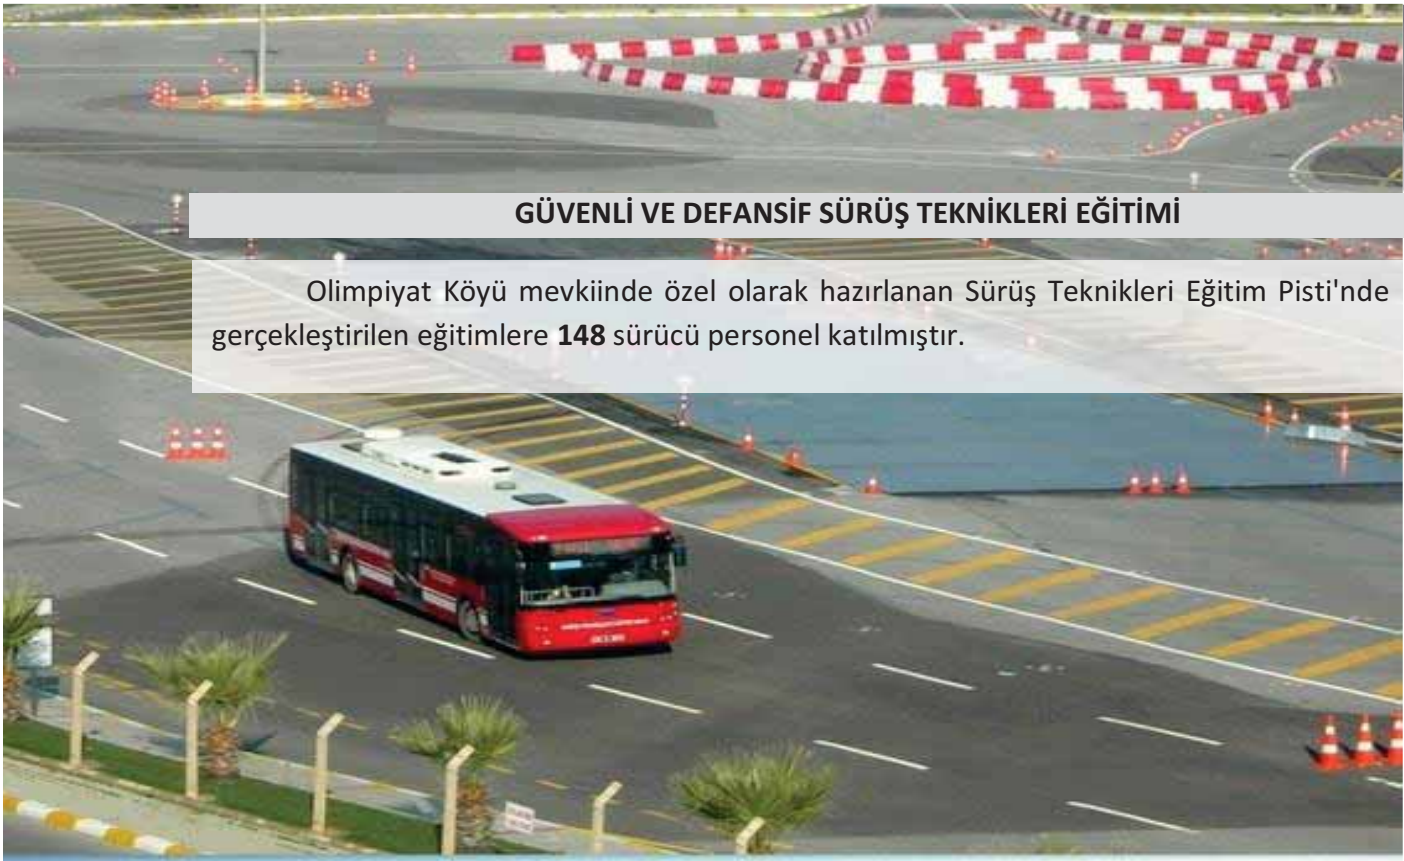 GÜVENLİ VE DEFANSİF SÜRÜŞ TEKNİKLERİ EĞİTİMİ
Olimpiyat Köyü mevkiinde özel olarak hazırlanan Sürüş Teknikleri Eğitim Pisti'nde
gerçekleştirilen eğitimlere 148 sürücü personel katılmıştır.